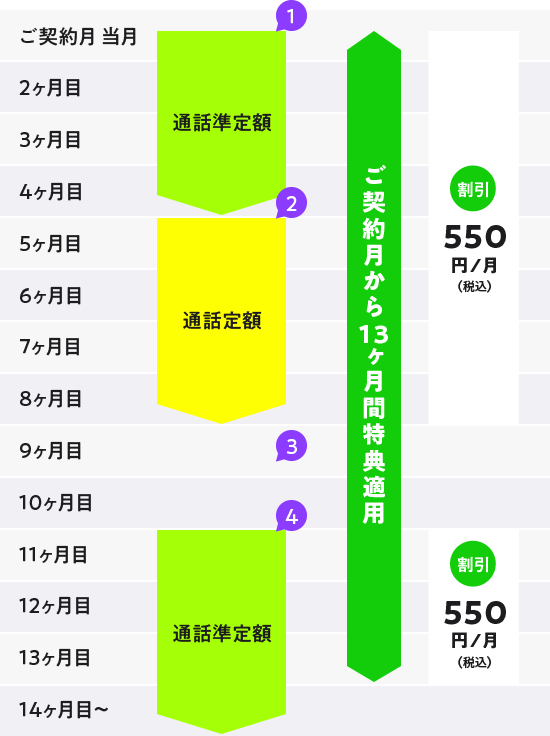 1
ご契約月 当月
2ヶ月目
通話準定額
3ヶ月目
4ヶ月目
割引
2
550
円/月
(税込)
5ヶ月目
6ヶ月目
通話定額
7ヶ月目
8ヶ月目
ご契約月から13ヶ月間特典適用
9ヶ月目
3
10ヶ月目
4
11ヶ月目
割引
12ヶ月目
550
円/月
(税込)
通話準定額
13ヶ月目
14ヶ月目~